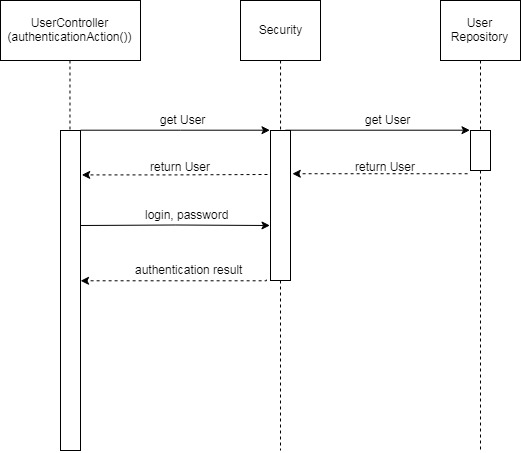 UserController
(authenticationAction())
Security
User
Repository
get User
get User
return User
return User
login, password
authentication result